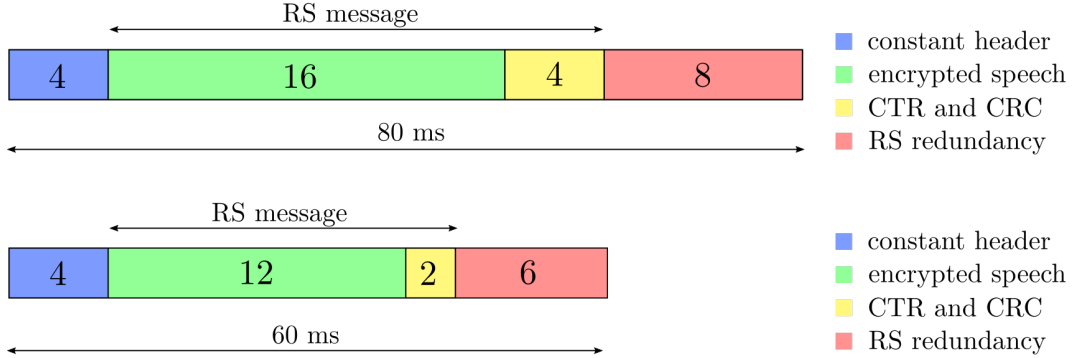 RS message
4 16 4 8
80 ms
constant header
encrypted speech
CTR and CRC
RS redundancy
RS message
4 12 2 6
60 ms
constant header
encrypted speech
CTR and CRC
RS redundancy